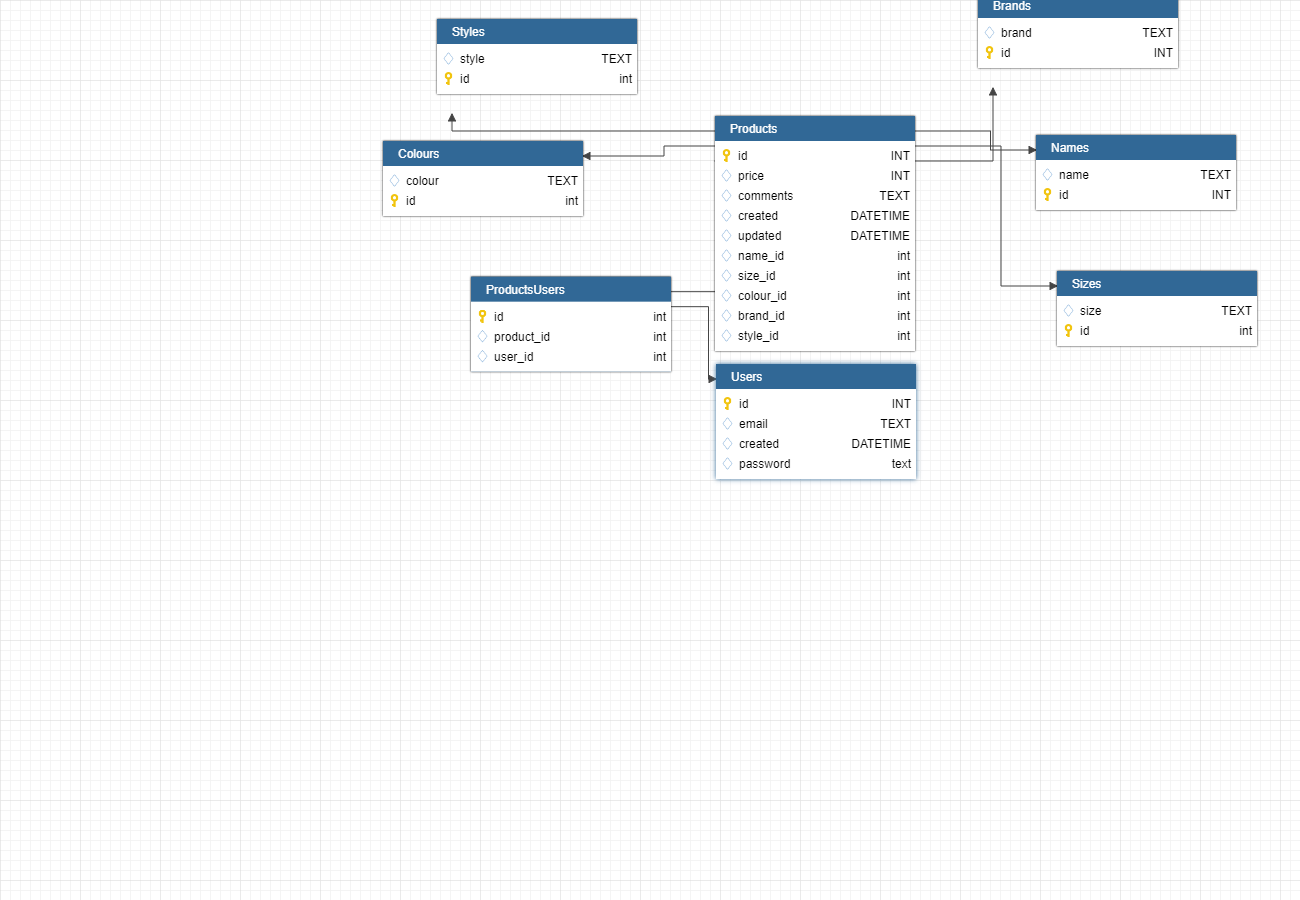 Styles
style TEXT
id int
Brands
brand TEXT
id INT
Colours
colour TEXT
id int
Products
id INT
price INT
comments TEXT
created DATETIME
updated DATETIME
name_id int
size_id int
colour_id int
brand_id int
style_id int
Names
name TEXT
id INT
ProductsUsers
id int
product_id int
user_id int
Sizes
size TEXT
id int
Users
id INT
email TEXT
created DATETIME
password text